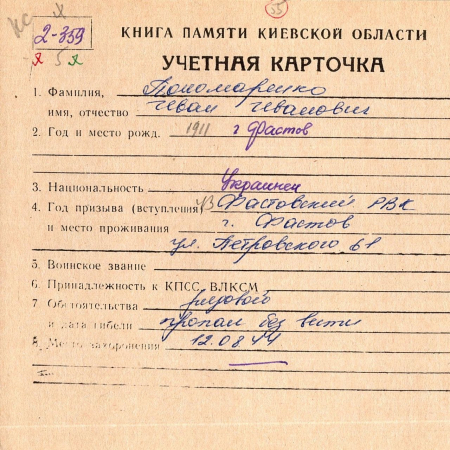 55
2-359
я 5 я
КНИГА ПАМЯТИ КИЕВСКОЙ ОБЛАСТИ
УЧЕТНАЯ КАРТОЧКА
1. Фамилия, Пономаренко
имя, отчество Иван Иванович
2. Год и место рожд. 1911 г Фастов
3. Национальность Украинец
4. Год призыва (вступления) Фастовский РВК
и место проживания г. Фастов
ул. Петровского 61
5. Воинское звание
6. Принадлежность к КПСС, ВЛКСМ
7. Обстоятельства рядовой
и дата гибели пропал без вести
8. Место захоронения 12.08.44